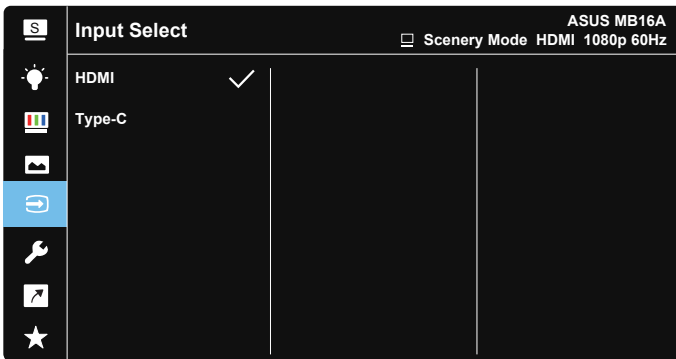 S
Input Select
ASUS MB16A
Scenery Mode HDMI 1080p 60Hz
HDMI
Type-C